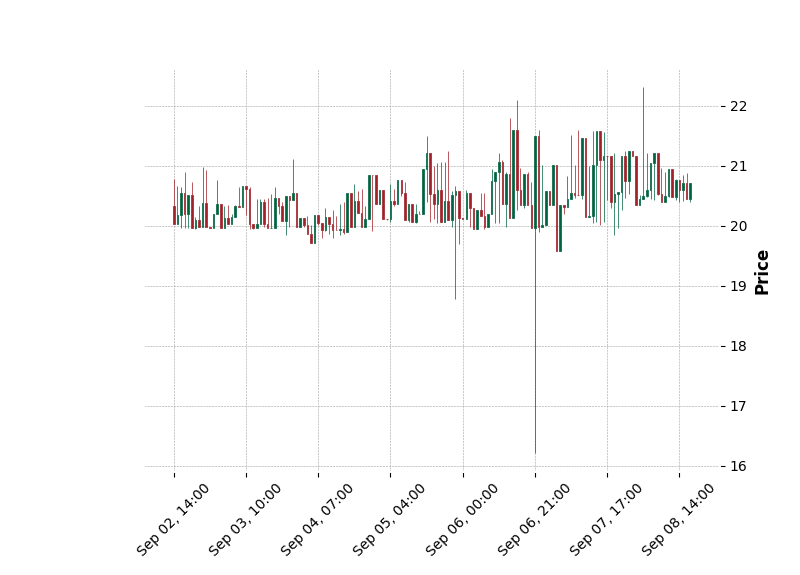 22
21
20
19
18
17
16
Price
Sep 02, 14:00
Sep 03, 10:00
Sep 04, 07:00
Sep 05, 04:00
Sep 06, 00:00
Sep 06, 21:00
Sep 07, 17:00
Sep 08, 14:00